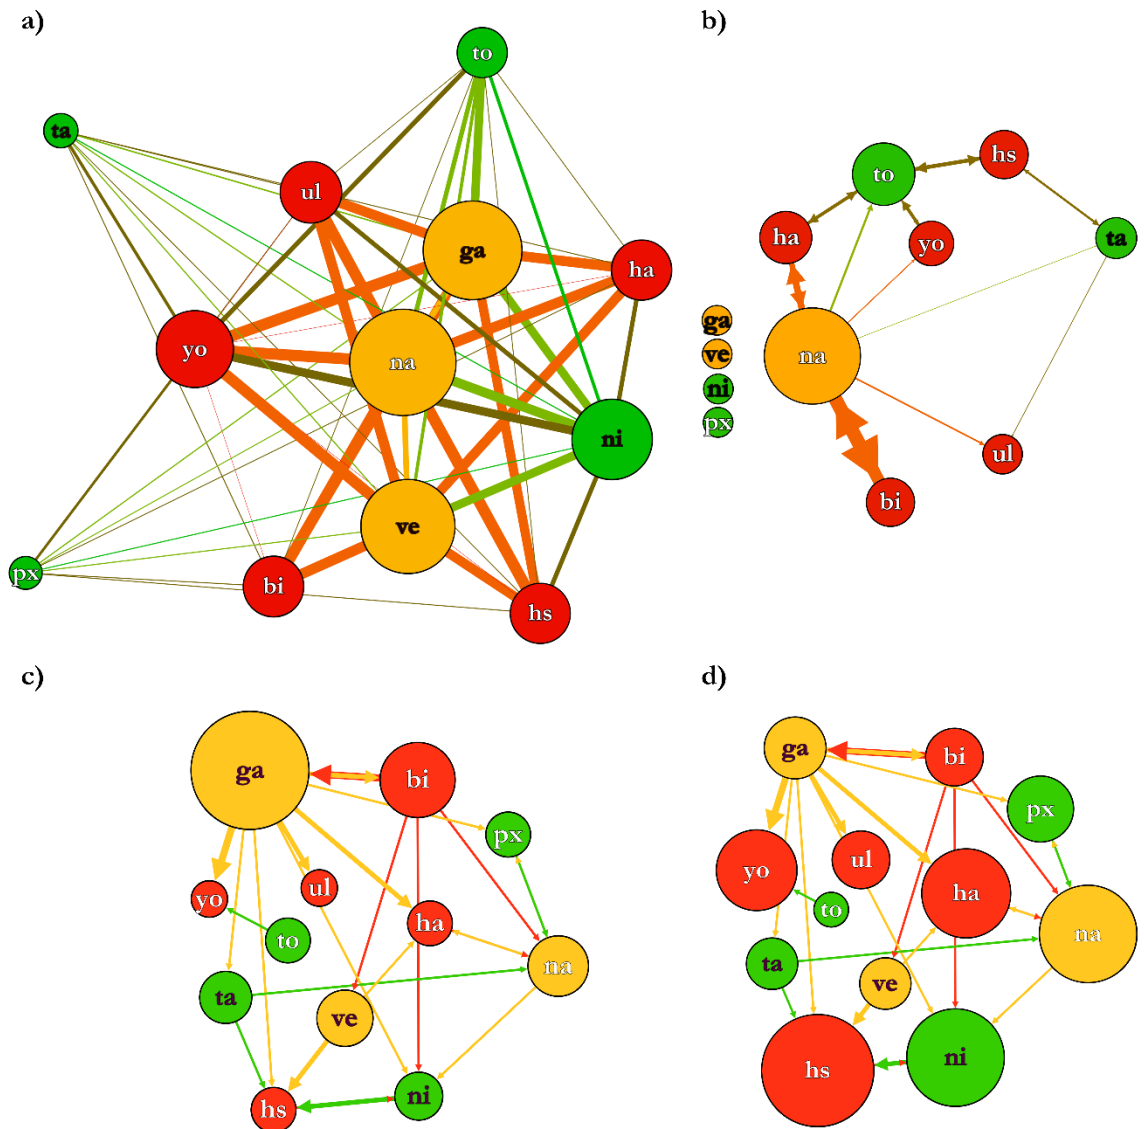 a)
to
ta
ul
ga
ha
yo
na
ni
ve
px
bi
hs
b)
hs
to
ta
ha
yo
ga
ve
na
ni
px
ul
bi
c)
ga
bi
px
ul
yo
ha
to
na
ta
ve
ni
hs
d)
ga
bi
px
ul
yo
ha
to
na
ta
ve
ni
hs